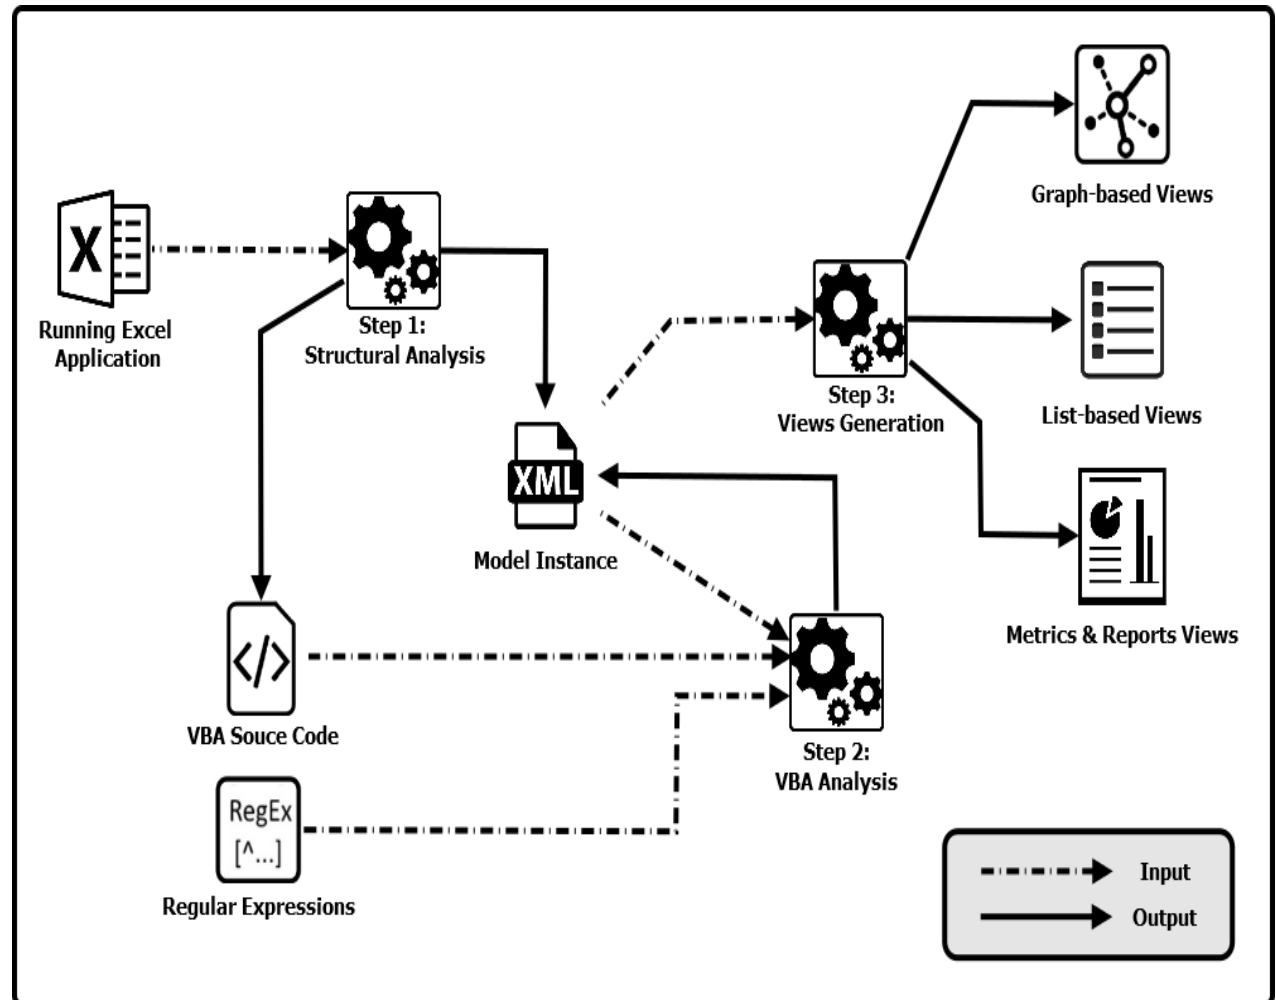 Graph-based Views
X
Running Excel
Application
Step 1:
Structural Analysis
Step 3:
Views Generation
List-based Views
XML
Model Instance
Metrics & Reports Views
</>
VBA Souce Code
Step 2:
VBA Analysis
RegEx
[^...]
Regular Expressions
Input
Output